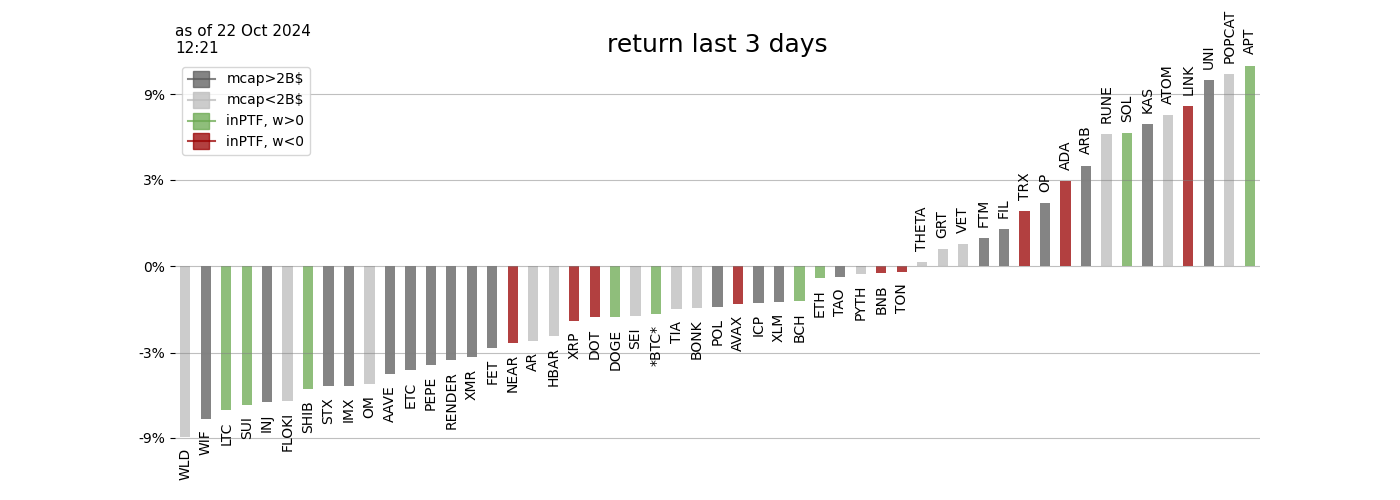 as of 22 Oct 2024
12:21
return last 3 days
mcap>2B$
mcap<2B$
inPTF, w>0
inPTF, w<0
9%
3%
0%
-3%
-9%
WLD
WIF
LTC
SUI
INJ
FLOKI
SHIB
STX
IMX
OM
AAVE
ETC
PEPE
RENDER
XMR
FET
NEAR
AR
HBAR
XRP
DOT
DOGE
SEI
*BTC*
TIA
BONK
POL
AVAX
ICP
XLM
BCH
ETH
TAO
PYTH
BNB
TON
THETA
GRT
VET
FTM
FIL
TRX
OP
ADA
ARB
RUNE
SOL
KAS
ATOM
LINK
UNI
POPCAT
APT